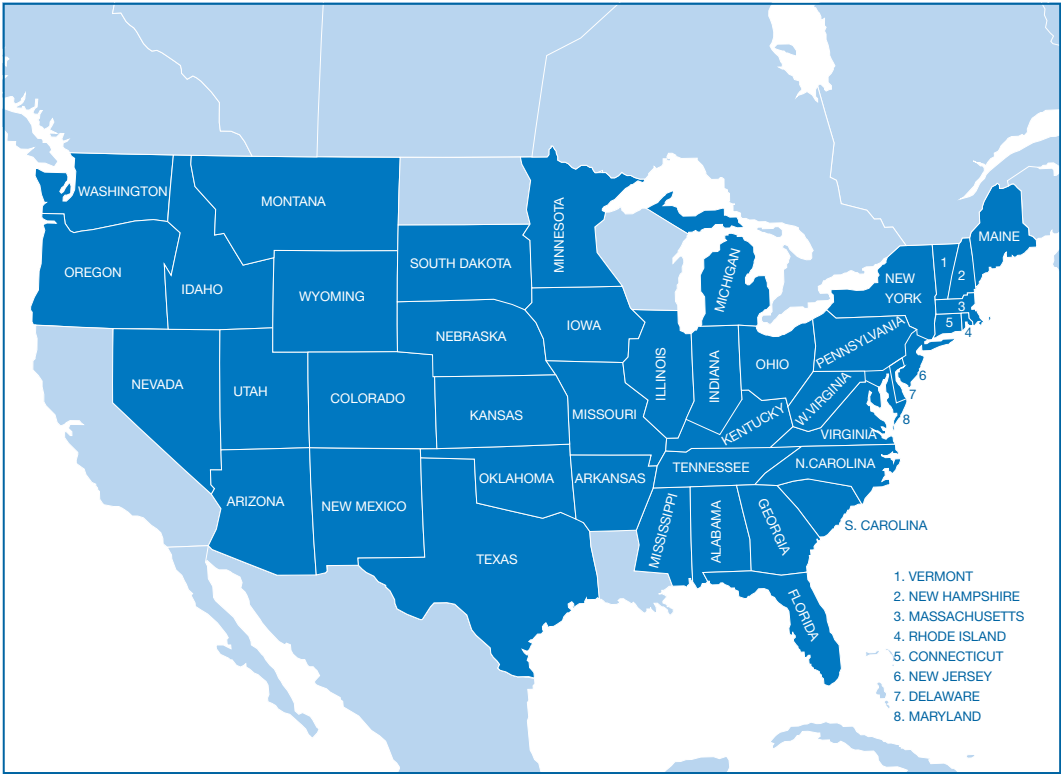 WASHINGTON
MONTANA
MINNESOTA
MAINE
OREGON
IDAHO
SOUTH DAKOTA
MICHIGAN
1
2
NEW
YORK
WYOMING
3
IOWA
5
4
NEBRASKA
PENNSYLVANIA
OHIO
ILLINOIS
INDIANA
6
NEVADA
UTAH
COLORADO
7
W.VIRGINIA
KANSAS
MISSOURI
KENTUCKY
8
VIRGINIA
TENNESSEE
N.CAROLINA
OKLAHOMA
ARKANSAS
ARIZONA
NEW MEXICO
MISSISSIPPI
ALABAMA
GEORGIA
S. CAROLINA
TEXAS
FLORIDA
1. VERMONT
2. NEW HAMPSHIRE
3. MASSACHUSETTS
4. RHODE ISLAND
5. CONNECTICUT
6. NEW JERSEY
7. DELAWARE
8. MARYLAND